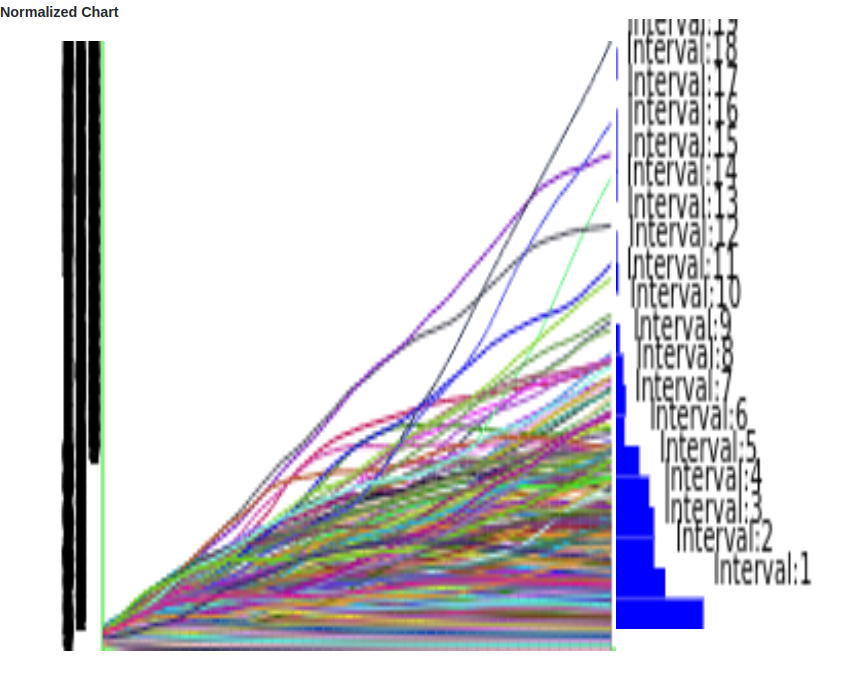 Normalized Chart
Interval:19
Interval:18
Interval:17
Interval:16
Interval:15
Interval:14
Interval:13
Interval:12
Interval:11
Interval:10
Interval:9
Interval:8
Interval:7
Interval:6
Interval:5
Interval:4
Interval:3
Interval:2
Interval:1